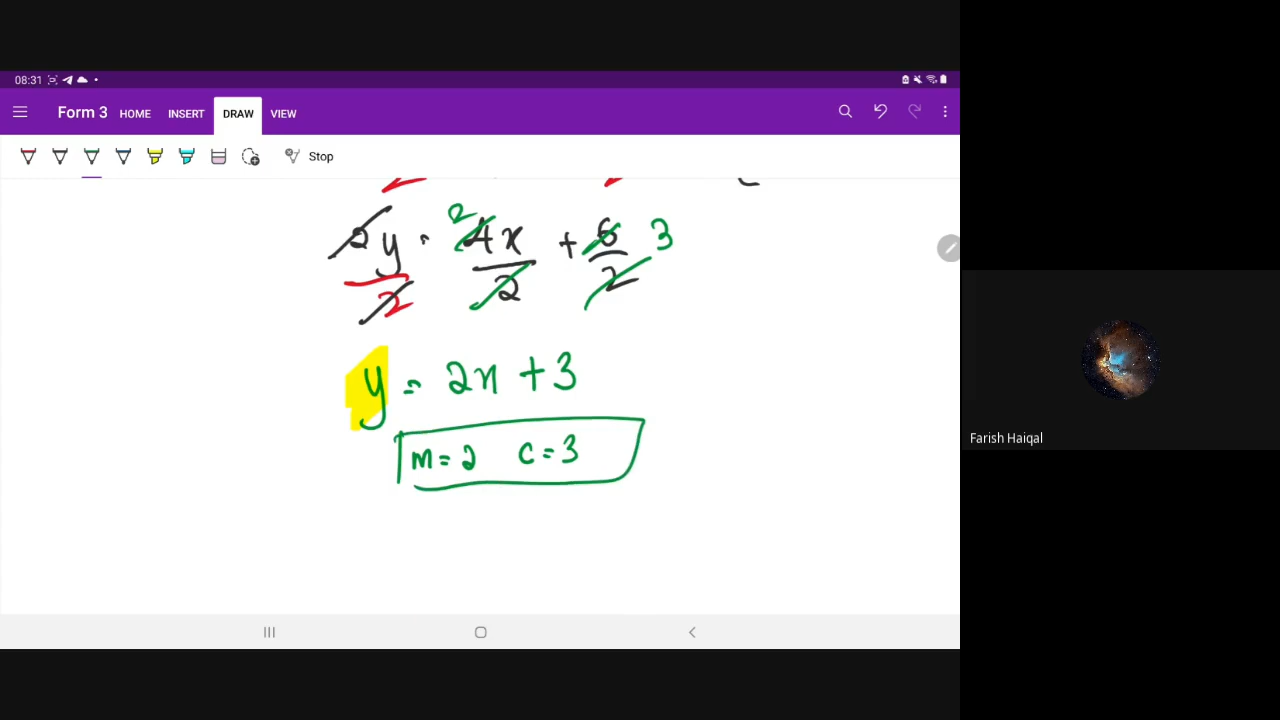 08:31
Form 3 HOME INSERT DRAW VIEW
Stop
2y/2 = 4x/2 2 + 6/2 3
y = 2x + 3
m = 2 c = 3
Farish Haiqal